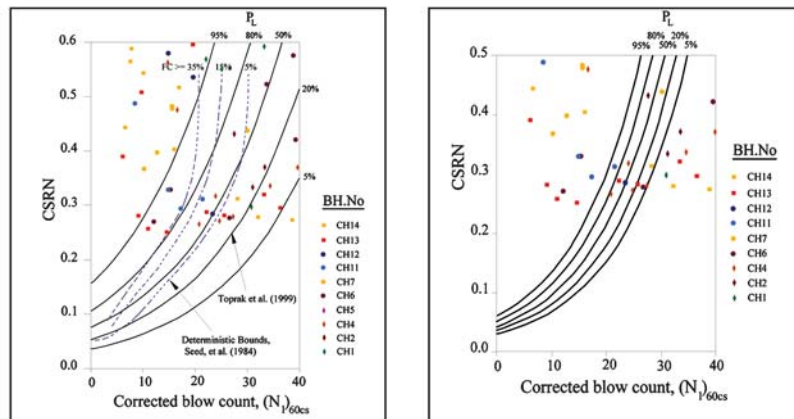 P_L
95% 80% 50%
0.6
FC >= 35% 15% 5%
0.5
20%
0.4
5%
CSRN
0.3
0.2
0.1
0.0
0 10 20 30 40
Corrected blow count, (N_1)_60cs
Toprak et al. (1999)
Deterministic Bounds,
Seed, et al. (1984)
BH.No
CH14
CH13
CH12
CH11
CH7
CH6
CH5
CH4
CH2
CH1
P_L
80% 20%
95% 50% 5%
0.5
0.4
CSRN
0.3
0.2
0.1
0.0
0 10 20 30 40
Corrected blow count, (N_1)_60cs
BH.No
CH14
CH13
CH12
CH11
CH7
CH6
CH4
CH2
CH1